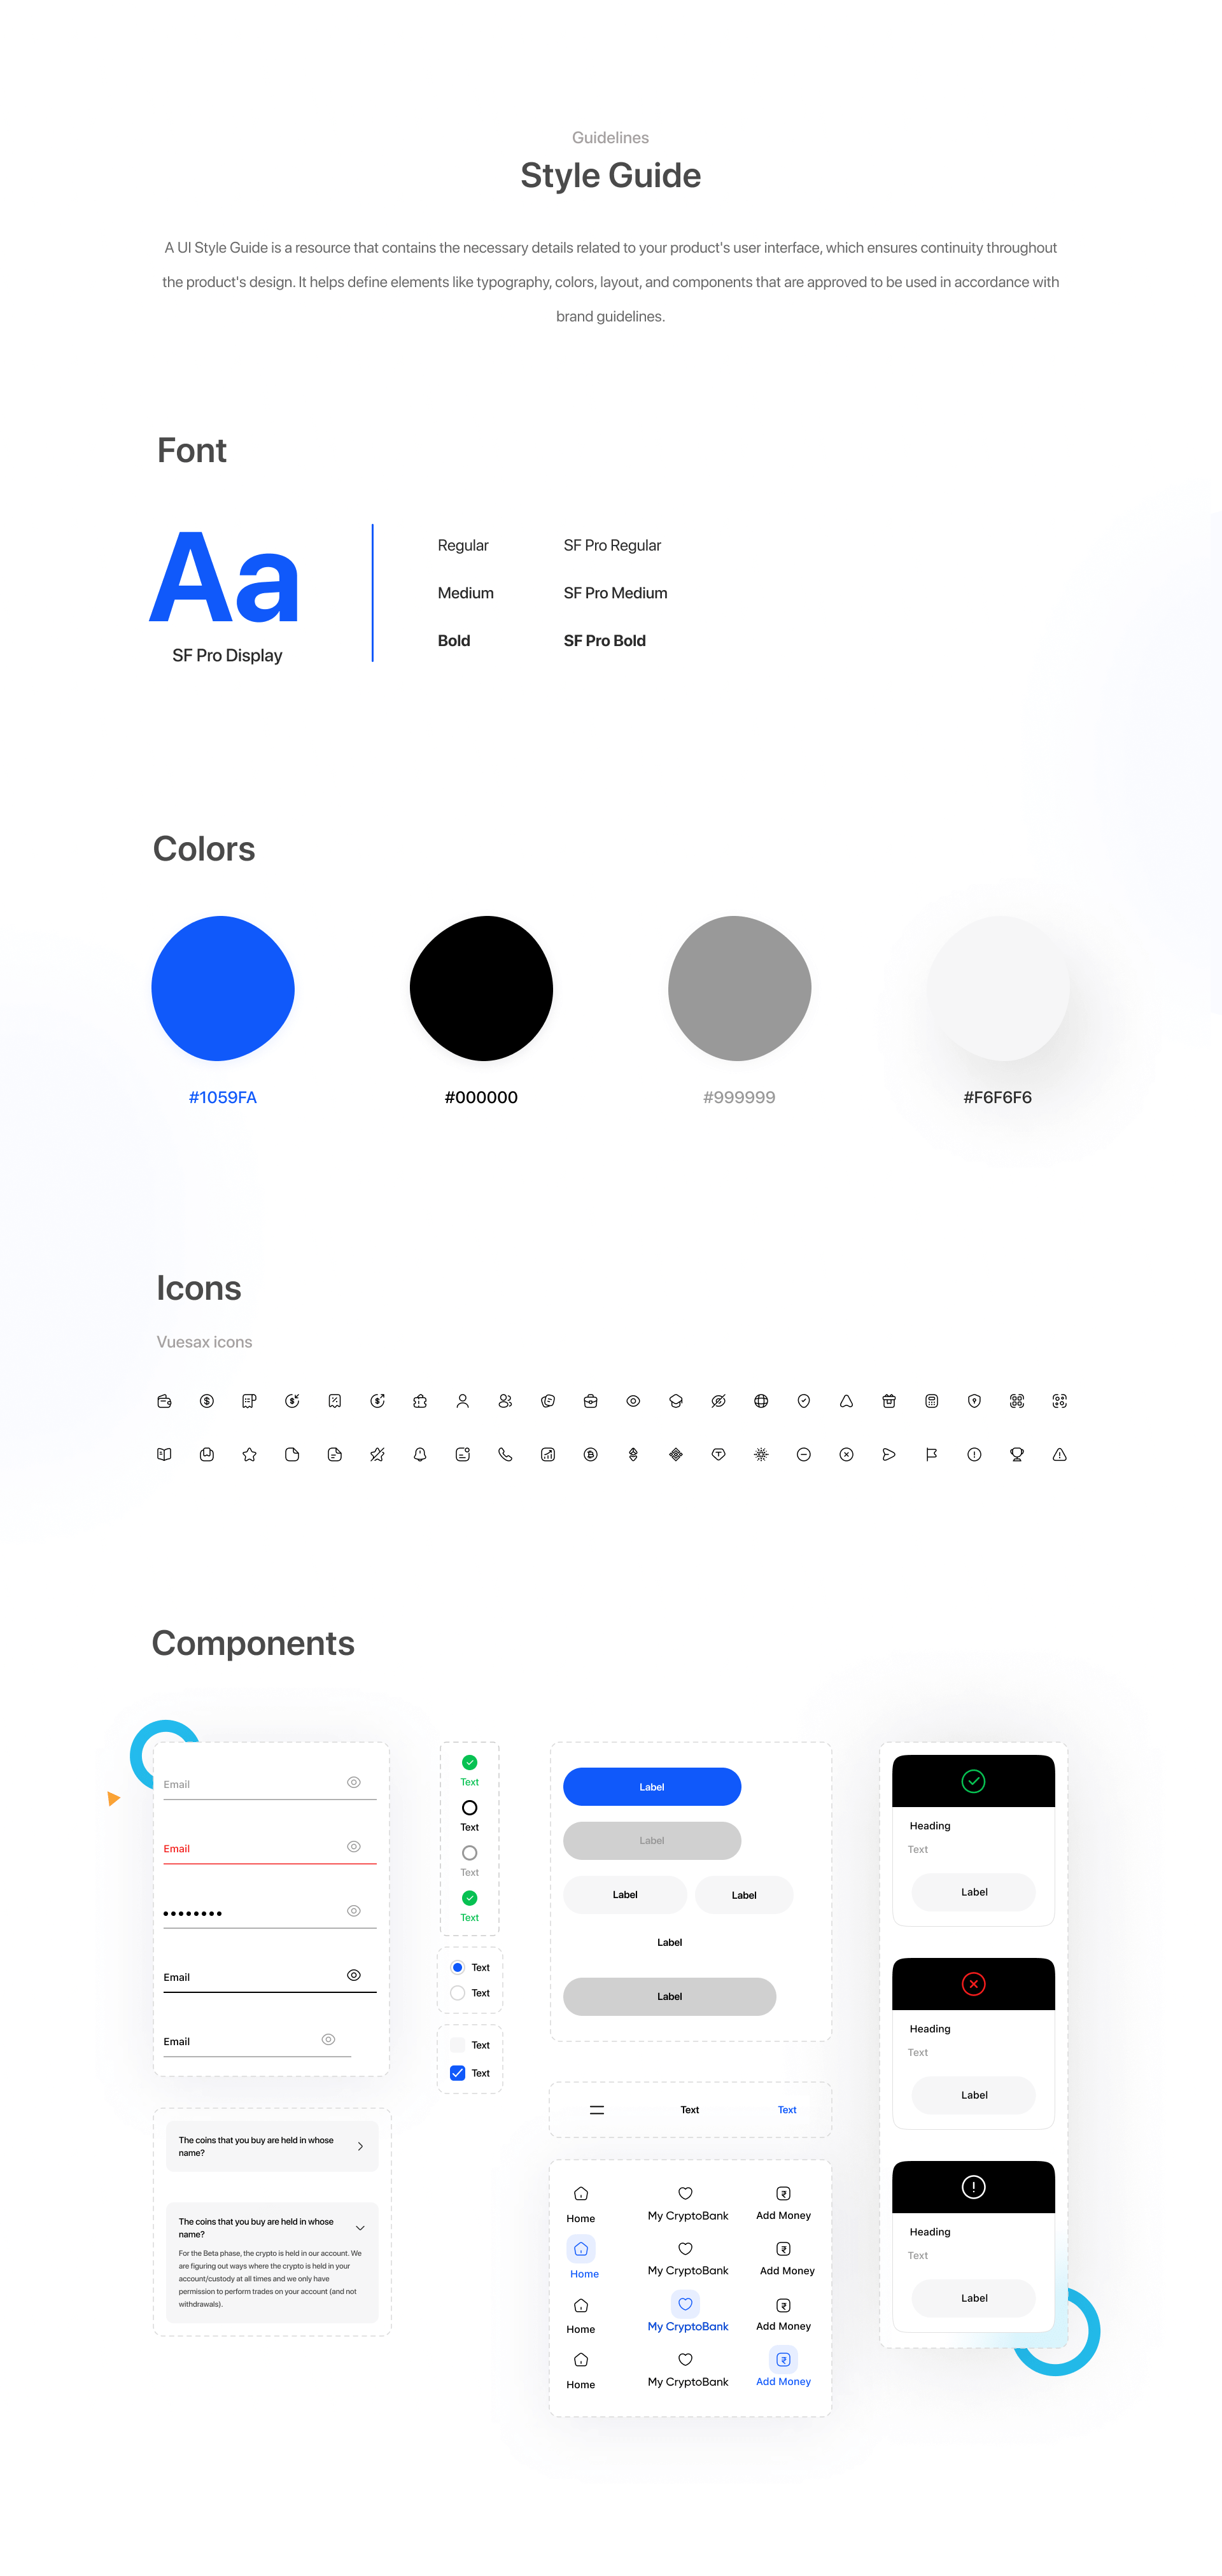 Guidelines
Style Guide
A UI Style Guide is a resource that contains the necessary details related to your product's user interface, which ensures continuity throughout
the product's design. It helps define elements like typography, colors, layout, and components that are approved to be used in accordance with
brand guidelines.
Font
Aa
SF Pro Display
Regular SF Pro Regular
Medium SF Pro Medium
Bold SF Pro Bold
Colors
#1059FA #000000 #999999 #F6F6F6
Icons
Vuesax icons
Components
Email
Email
Email
Email
The coins that you buy are held in whose
name?
The coins that you buy are held in whose
name?
For the Beta phase, the crypto is held in our account. We
are figuring out ways where the crypto is held in your
account/custody at all times and we only have
permission to perform trades on your account (and not
withdrawals).
Text
Text
Text
Text
Text
Text
Text
Text
Label
Label
Label Label
Label
Label
Text Text
Home My CryptoBank Add Money
Home My CryptoBank Add Money
Home My CryptoBank Add Money
Home My CryptoBank Add Money
Heading
Text
Label
Heading
Text
Label
Heading
Text
Label